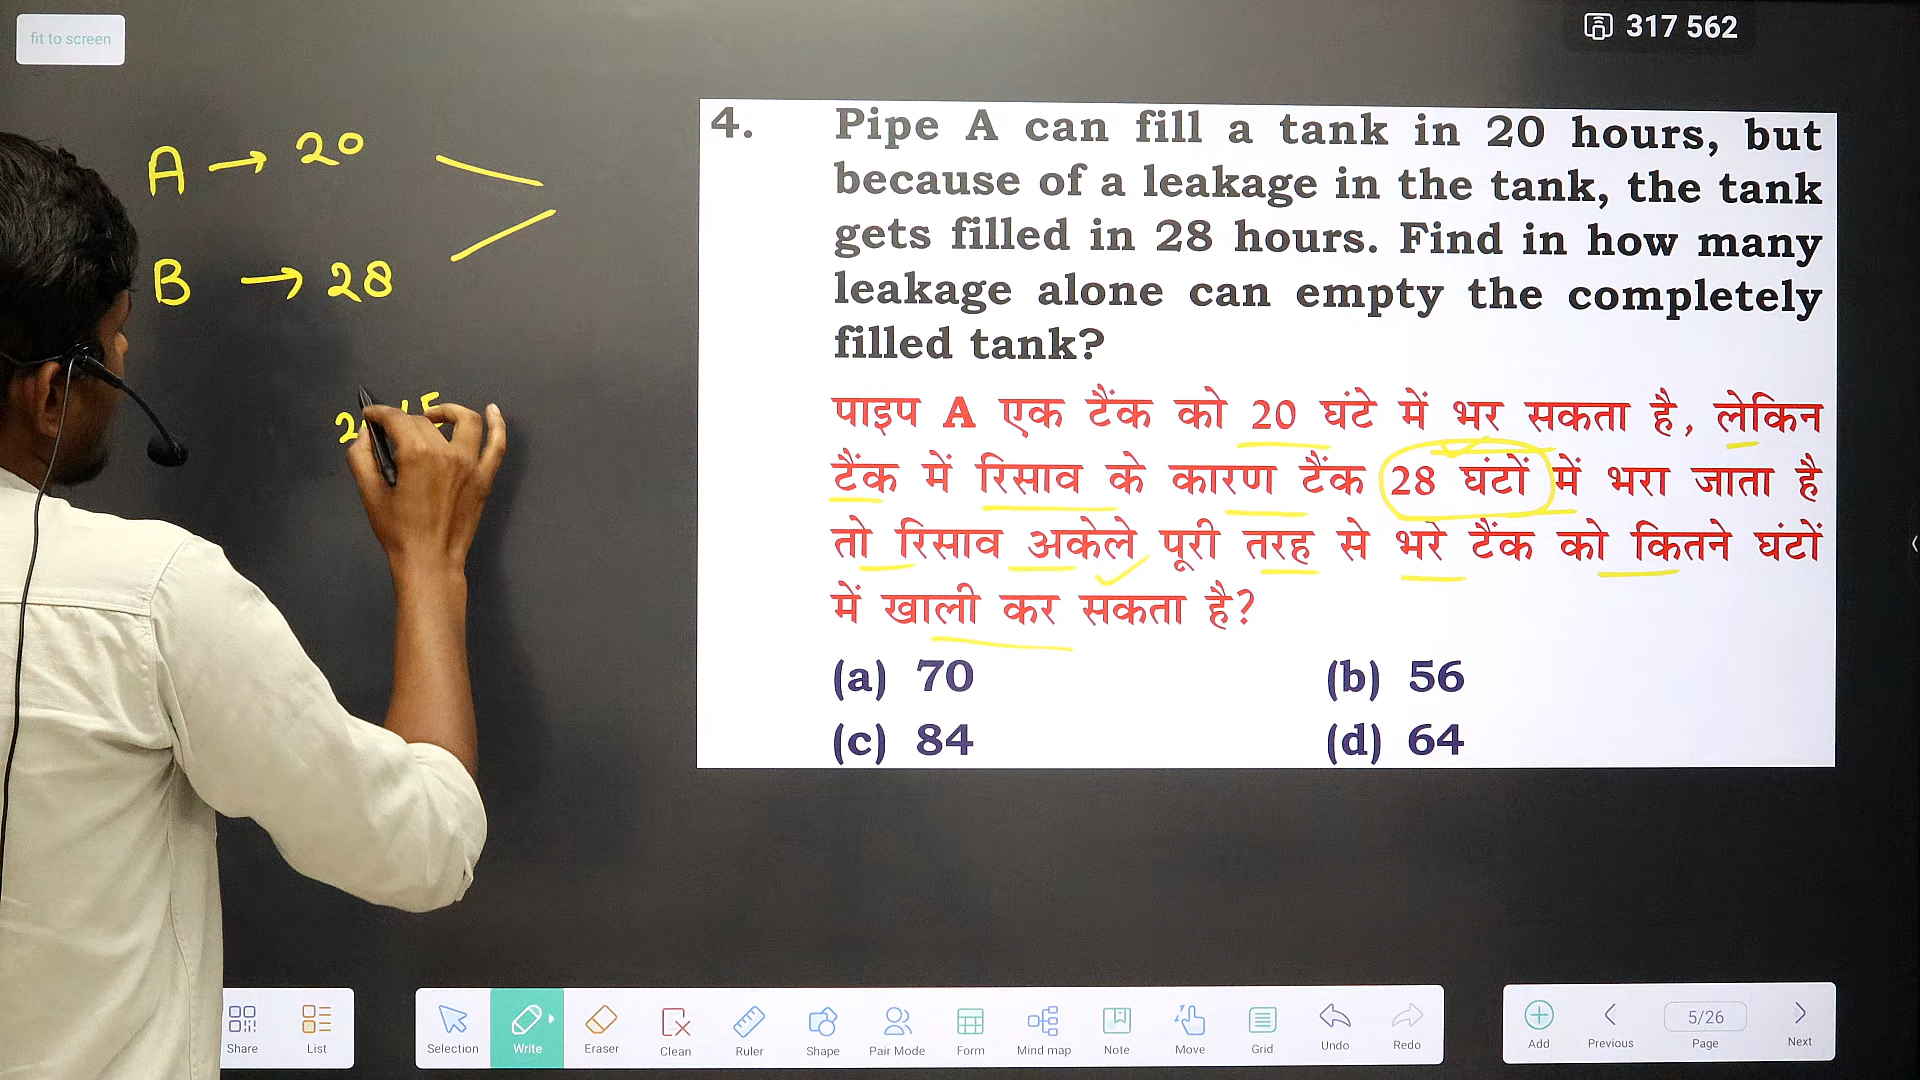 fit to screen
317 562
A → 20
B → 28
4. Pipe A can fill a tank in 20 hours, but
because of a leakage in the tank, the tank
gets filled in 28 hours. Find in how many
leakage alone can empty the completely
filled tank?
पाइप A एक टैंक को 20 घंटे में भर सकता है, लेकिन
टैंक में रिसाव के कारण टैंक 28 घंटों में भरा जाता है
तो रिसाव अकेले पूरी तरह से भरे टैंक को कितने घंटों
में खाली कर सकता है?
(a) 70 (b) 56
(c) 84 (d) 64
Share List Selection Write Eraser Clean Ruler Shape Pair Mode Form Mind map Note Move Grid Undo Redo Add Previous 5/26 Page Next